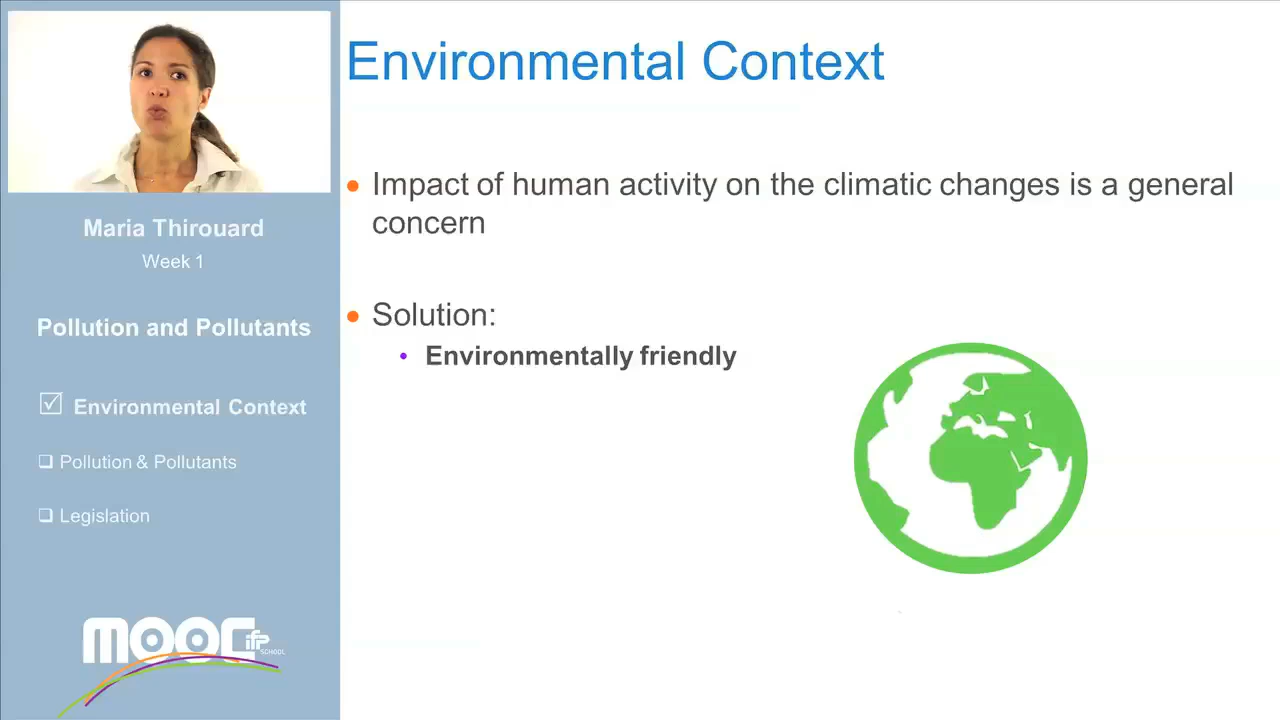 Environmental Context
Impact of human activity on the climatic changes is a general
concern
Solution:
Environmentally friendly
Maria Thirouard
Week 1
Pollution and Pollutants
Environmental Context
Pollution & Pollutants
Legislation
MOOC ifp
SCHOOL